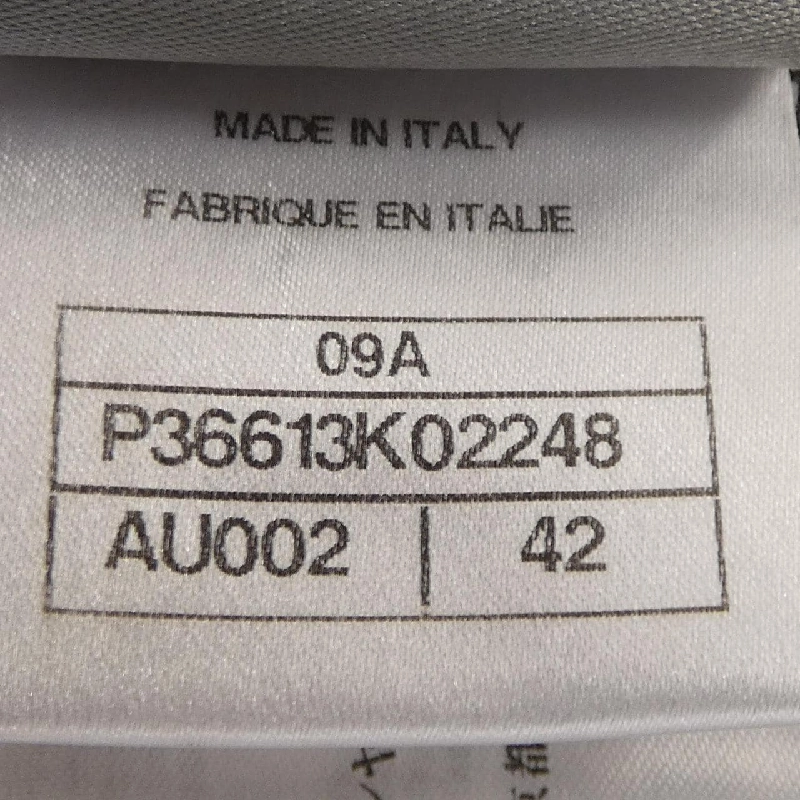 MADE IN ITALY
FABRIQUE EN ITALIE
09A
P36613K02248
AU002 | 42